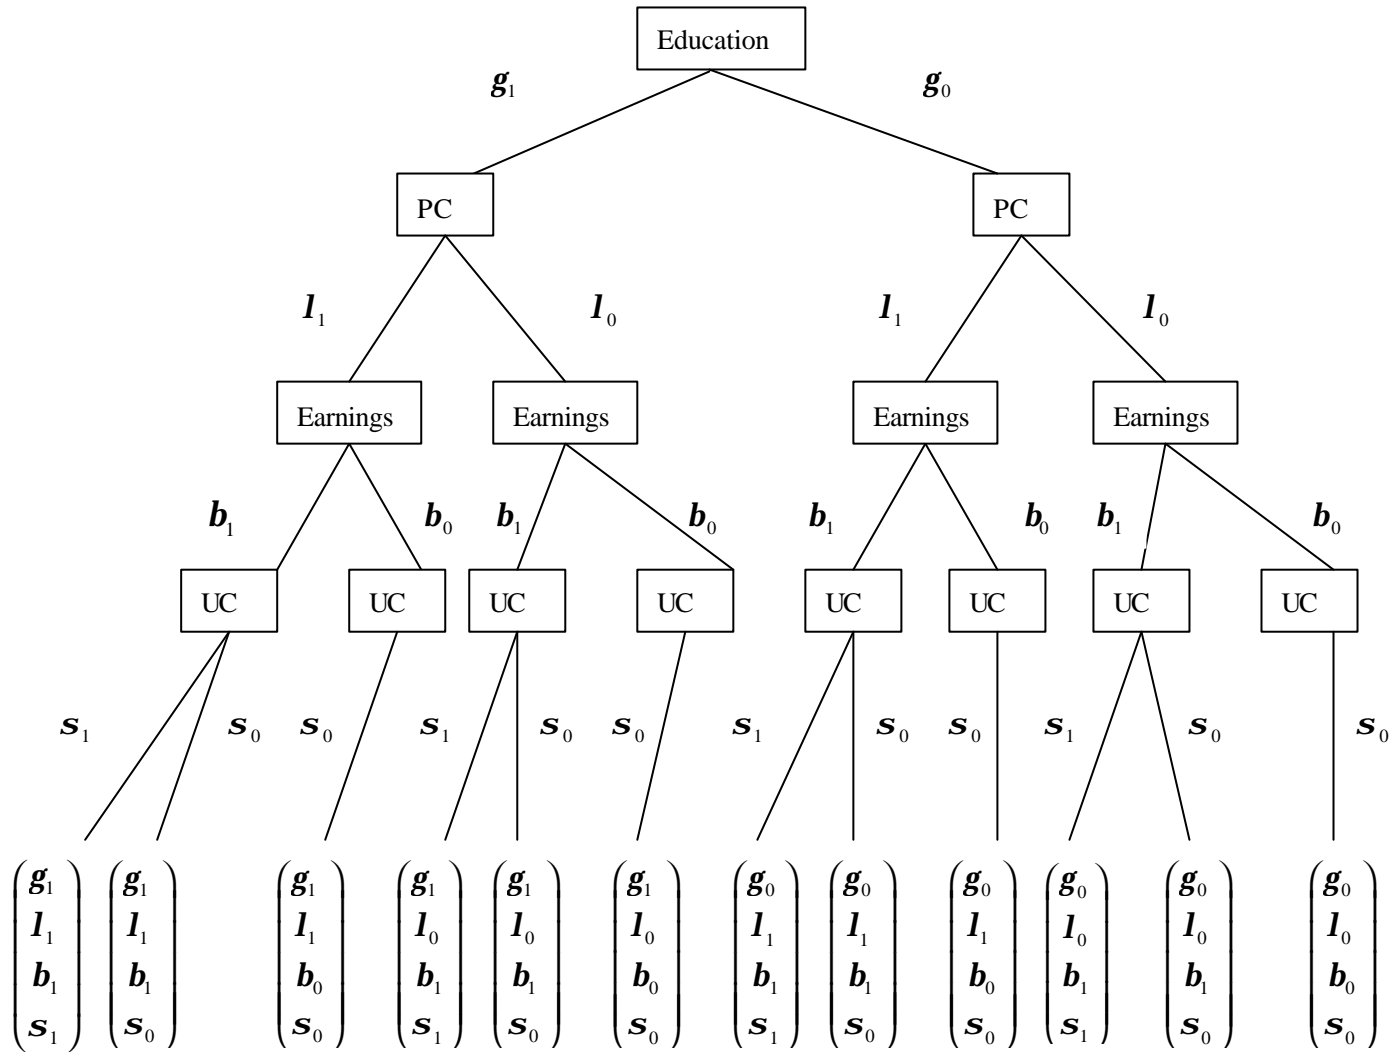 Education
g₁ g₀
PC PC
l₁ l₀ l₁ l₀
Earnings Earnings Earnings Earnings
b₁ b₀ b₁ b₀ b₁ b₀ b₁ b₀
UC UC UC UC UC UC UC UC
s₁ s₀ s₀ s₁ s₀ s₀ s₁ s₀ s₀ s₁ s₀ s₀
g₁ g₁ g₁ g₁ g₁ g₁ g₀ g₀ g₀ g₀ g₀ g₀
l₁ l₁ l₁ l₀ l₀ l₀ l₁ l₁ l₁ l₀ l₀ l₀
b₁ b₁ b₀ b₁ b₁ b₀ b₁ b₁ b₀ b₁ b₁ b₀
s₁ s₀ s₀ s₁ s₀ s₀ s₁ s₀ s₀ s₁ s₀ s₀